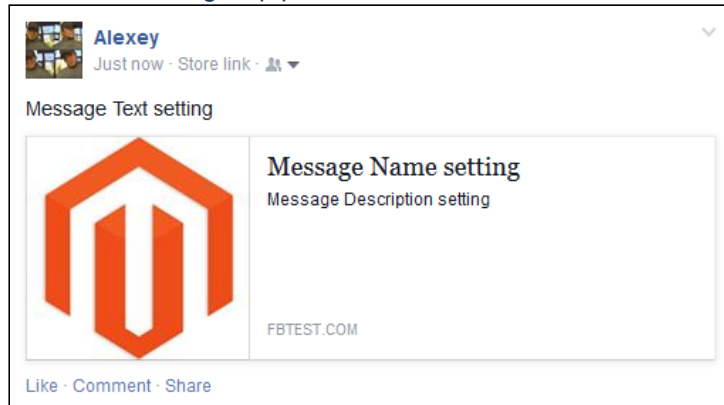 Alexey
Just now · Store link ·
Message Text setting
Message Name setting
Message Description setting
FBTEST.COM
Like · Comment · Share